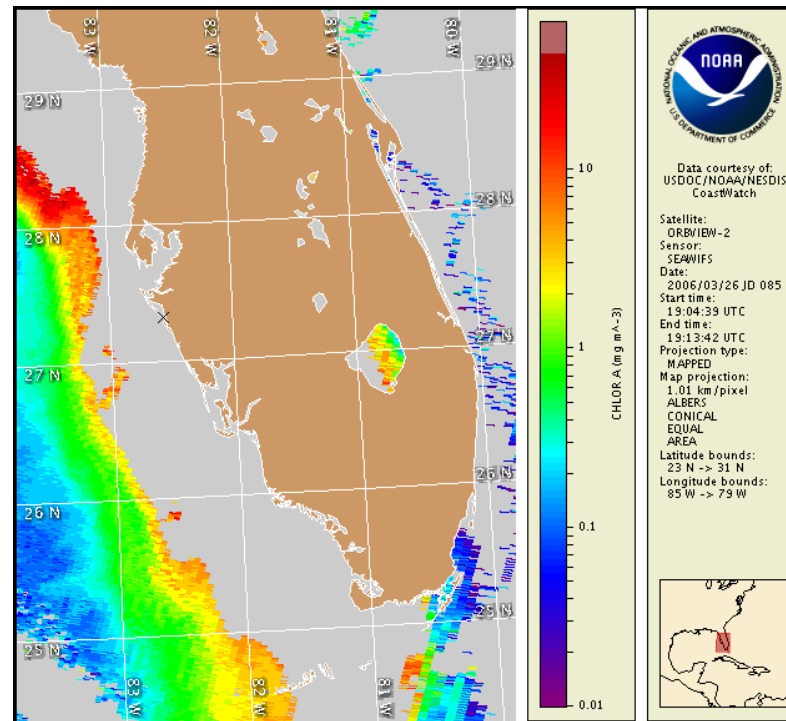 83 W
82 W
81 W
80 W
29 N
29 N
28 N
28 N
27 N
27 N
26 N
26 N
25 N
25 N
83 W
82 W
81 W
10
1
0.1
0.01
CHLOR A (mg m^-3)
NATIONAL OCEANIC AND ATMOSPHERIC ADMINISTRATION
NOAA
U.S. DEPARTMENT OF COMMERCE
Data courtesy of:
USDOC/NOAA/NESDIS
CoastWatch
Satellite:
ORBVIEW-2
Sensor:
SEAWIFS
Date:
2006/03/26 JD 085
Start time:
19:04:39 UTC
End time:
19:13:42 UTC
Projection type:
MAPPED
Map projection:
1.01 km/pixel
ALBERS
CONICAL
EQUAL
AREA
Latitude bounds:
23 N -> 31 N
Longitude bounds:
85 W -> 79 W